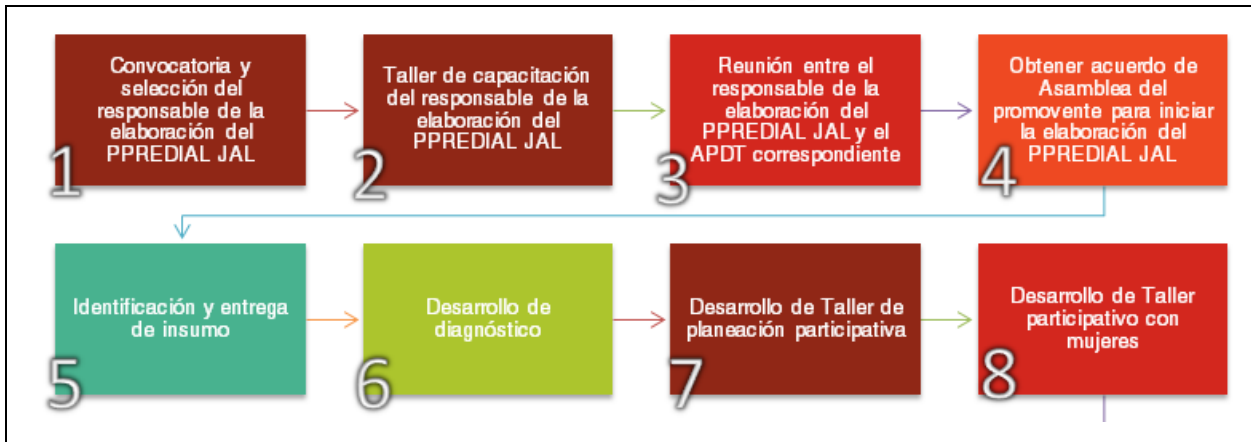 Convocatoria y
selección del
responsable de la
elaboración del
PPREDIAL JAL
1
Taller de capacitación
del responsable de la
elaboración del
PPREDIAL JAL
2
Reunión entre el
responsable de la
elaboración del
PPREDIAL JAL y el
APDT correspondiente
3
Obtener acuerdo de
Asamblea del
promovente para iniciar
la elaboración del
PPREDIAL JAL
4
Identificación y entrega
de insumo
5
Desarrollo de
diagnóstico
6
Desarrollo de Taller de
planeación participativa
7
Desarrollo de Taller
participativo con
mujeres
8